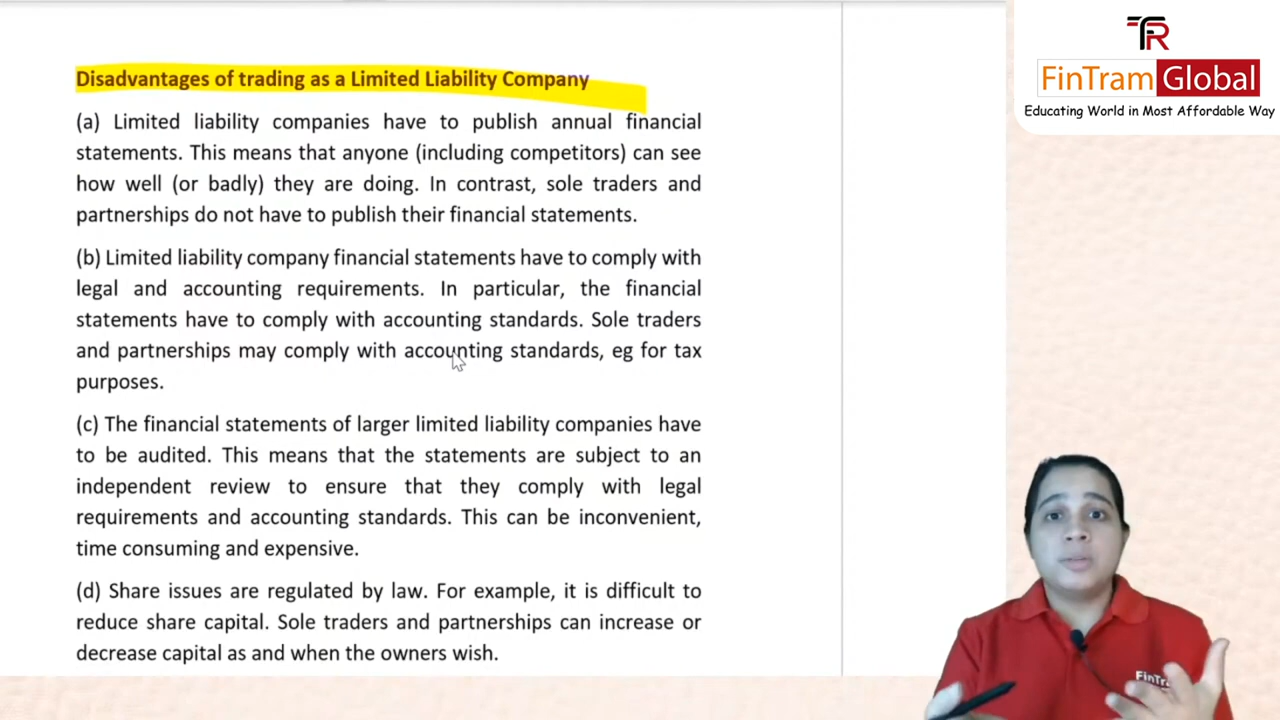 Disadvantages of trading as a Limited Liability Company
(a) Limited liability companies have to publish annual financial
statements. This means that anyone (including competitors) can see
how well (or badly) they are doing. In contrast, sole traders and
partnerships do not have to publish their financial statements.
(b) Limited liability company financial statements have to comply with
legal and accounting requirements. In particular, the financial
statements have to comply with accounting standards. Sole traders
and partnerships may comply with accounting standards, eg for tax
purposes.
(c) The financial statements of larger limited liability companies have
to be audited. This means that the statements are subject to an
independent review to ensure that they comply with legal
requirements and accounting standards. This can be inconvenient,
time consuming and expensive.
(d) Share issues are regulated by law. For example, it is difficult to
reduce share capital. Sole traders and partnerships can increase or
decrease capital as and when the owners wish.
FinTram Global
Educating World in Most Affordable Way